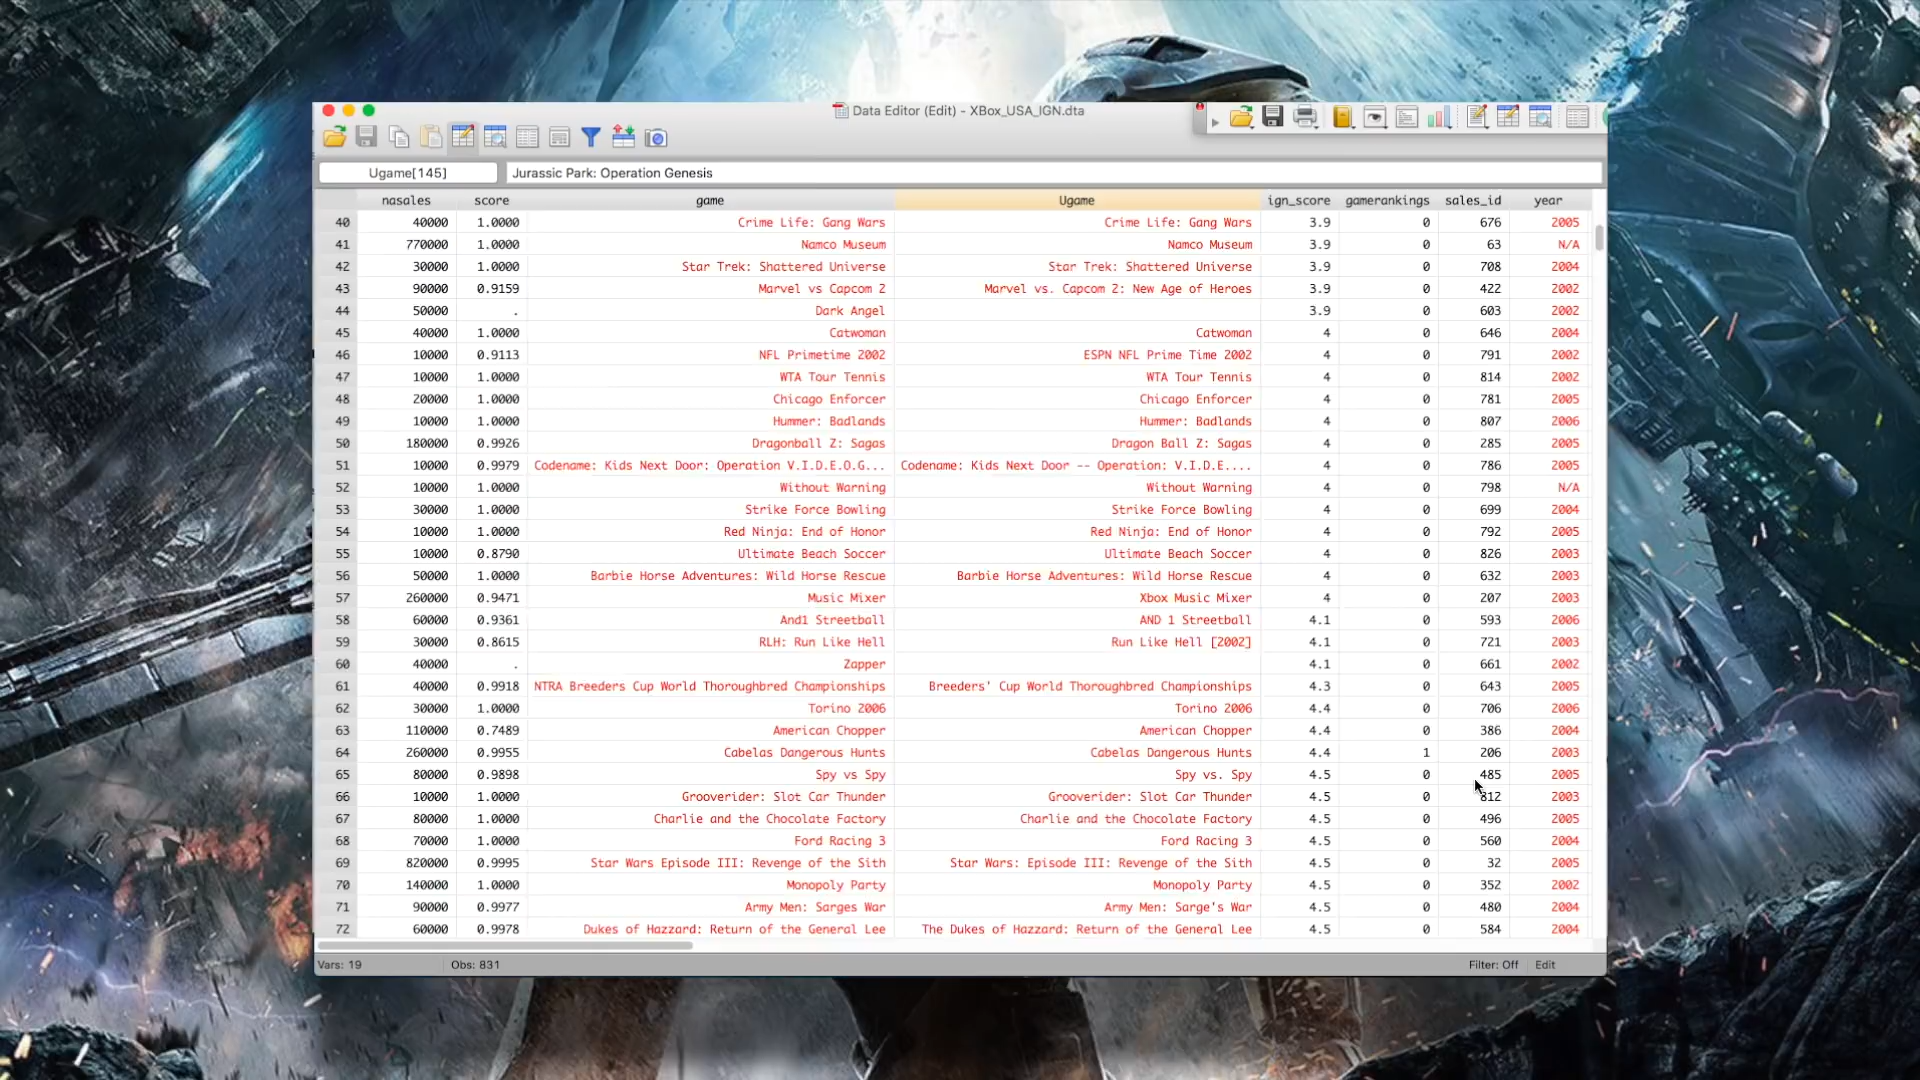 Data Editor (Edit) - XBox_USA_IGN.dta
Ugame[145] Jurassic Park: Operation Genesis
nasales score game Ugame ign_score gamerankings sales_id year
40 40000 1.0000 Crime Life: Gang Wars Crime Life: Gang Wars 3.9 0 676 2005
41 770000 1.0000 Namco Museum Namco Museum 3.9 0 63 N/A
42 30000 1.0000 Star Trek: Shattered Universe Star Trek: Shattered Universe 3.9 0 708 2004
43 90000 0.9159 Marvel vs Capcom 2 Marvel vs. Capcom 2: New Age of Heroes 3.9 0 422 2002
44 50000 . Dark Angel 3.9 0 603 2002
45 40000 1.0000 Catwoman Catwoman 4 0 646 2004
46 10000 0.9113 NFL Primetime 2002 ESPN NFL Prime Time 2002 4 0 791 2002
47 10000 1.0000 WTA Tour Tennis WTA Tour Tennis 4 0 814 2002
48 20000 1.0000 Chicago Enforcer Chicago Enforcer 4 0 781 2005
49 10000 1.0000 Hummer: Badlands Hummer: Badlands 4 0 807 2006
50 180000 0.9926 Dragonball Z: Sagas Dragon Ball Z: Sagas 4 0 285 2005
51 10000 0.9979 Codename: Kids Next Door: Operation V.I.D.E.O.G... Codename: Kids Next Door -- Operation: V.I.D.E.... 4 0 786 2005
52 10000 1.0000 Without Warning Without Warning 4 0 798 N/A
53 30000 1.0000 Strike Force Bowling Strike Force Bowling 4 0 699 2004
54 10000 1.0000 Red Ninja: End of Honor Red Ninja: End of Honor 4 0 792 2005
55 10000 0.8790 Ultimate Beach Soccer Ultimate Beach Soccer 4 0 826 2003
56 50000 1.0000 Barbie Horse Adventures: Wild Horse Rescue Barbie Horse Adventures: Wild Horse Rescue 4 0 632 2003
57 260000 0.9471 Music Mixer Xbox Music Mixer 4 0 207 2003
58 60000 0.9361 And1 Streetball AND 1 Streetball 4.1 0 593 2006
59 30000 0.8615 RLH: Run Like Hell Run Like Hell [2002] 4.1 0 721 2003
60 40000 . Zapper 4.1 0 661 2002
61 40000 0.9918 NTRA Breeders Cup World Thoroughbred Championships Breeders' Cup World Thoroughbred Championships 4.3 0 643 2005
62 30000 1.0000 Torino 2006 Torino 2006 4.4 0 706 2006
63 110000 0.7489 American Chopper American Chopper 4.4 0 386 2004
64 260000 0.9955 Cabelas Dangerous Hunts Cabelas Dangerous Hunts 4.4 1 206 2003
65 80000 0.9898 Spy vs Spy Spy vs. Spy 4.5 0 485 2005
66 10000 1.0000 Grooverider: Slot Car Thunder Grooverider: Slot Car Thunder 4.5 0 812 2003
67 80000 1.0000 Charlie and the Chocolate Factory Charlie and the Chocolate Factory 4.5 0 496 2005
68 70000 1.0000 Ford Racing 3 Ford Racing 3 4.5 0 560 2004
69 820000 0.9995 Star Wars Episode III: Revenge of the Sith Star Wars: Episode III: Revenge of the Sith 4.5 0 32 2005
70 140000 1.0000 Monopoly Party Monopoly Party 4.5 0 352 2002
71 90000 0.9977 Army Men: Sarges War Army Men: Sarge's War 4.5 0 480 2004
72 60000 0.9978 Dukes of Hazzard: Return of the General Lee The Dukes of Hazzard: Return of the General Lee 4.5 0 584 2004
Vars: 19 Obs: 831 Filter: Off Edit